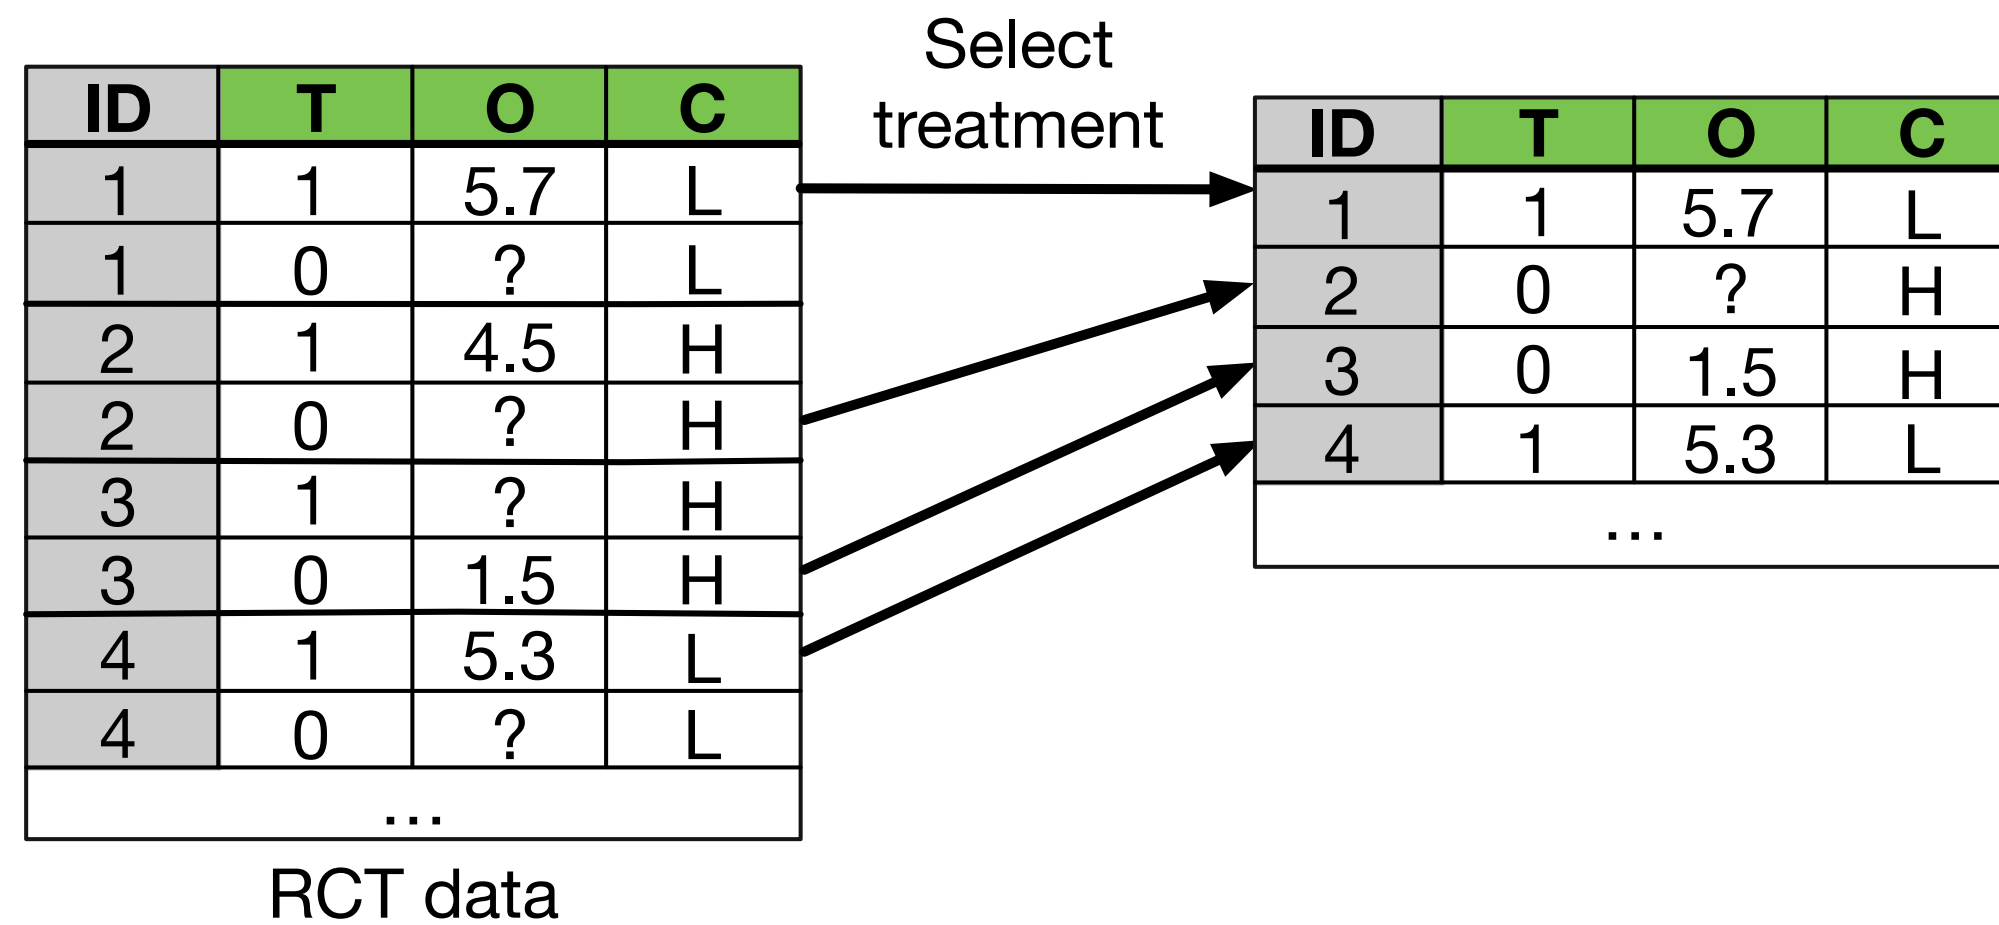 Select
treatment
ID T O C
1 1 5.7 L
1 0 ? L
2 1 4.5 H
2 0 ? H
3 1 ? H
3 0 1.5 H
4 1 5.3 L
4 0 ? L
...
RCT data
ID T O C
1 1 5.7 L
2 0 ? H
3 0 1.5 H
4 1 5.3 L
...